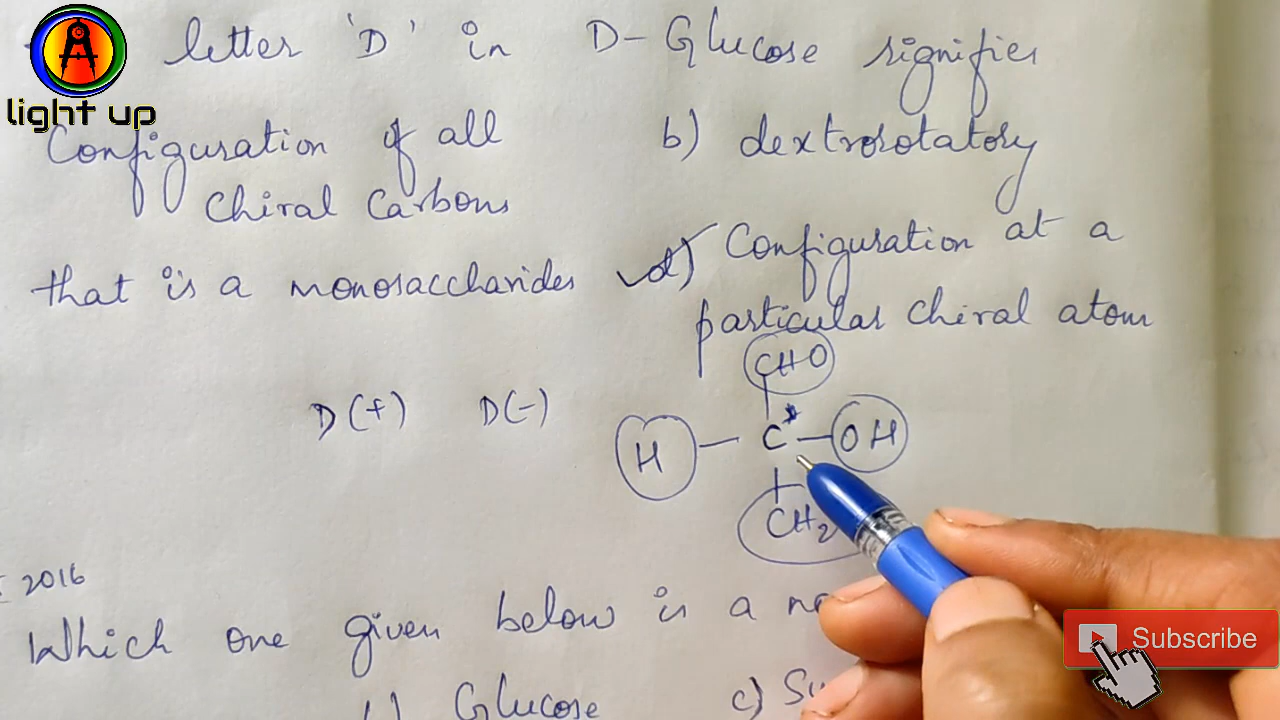 light up
letter 'D' in D-Glucose signifies
Configuration of all
Chiral Carbons
b) dextrorotatory
that is a monosaccharides
d) Configuration at a
particular chiral atom
CHO
D(+) D(-)
H - C* - OH
CH2
2016
Which one given below is a
Glucose c)
Subscribe